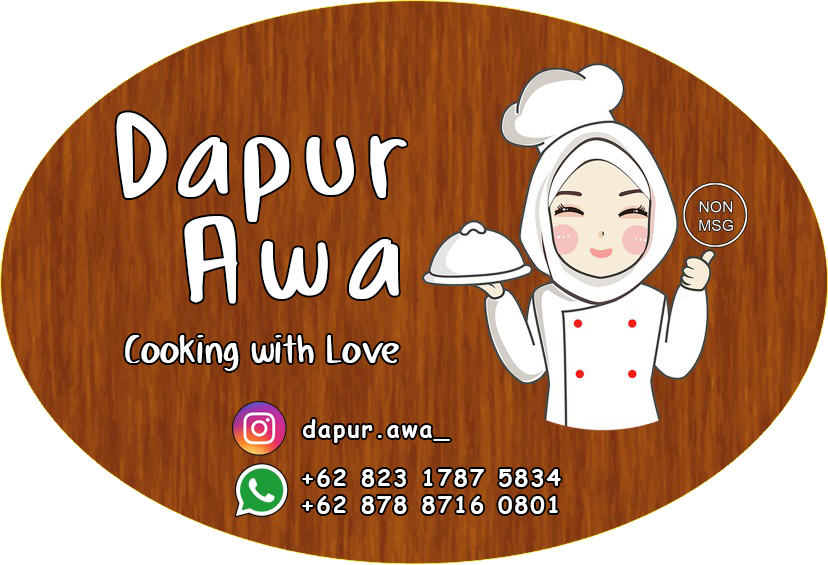 Dapur
Awa
Cooking with Love
NON
MSG
dapur.awa_
+62 823 1787 5834
+62 878 8716 0801